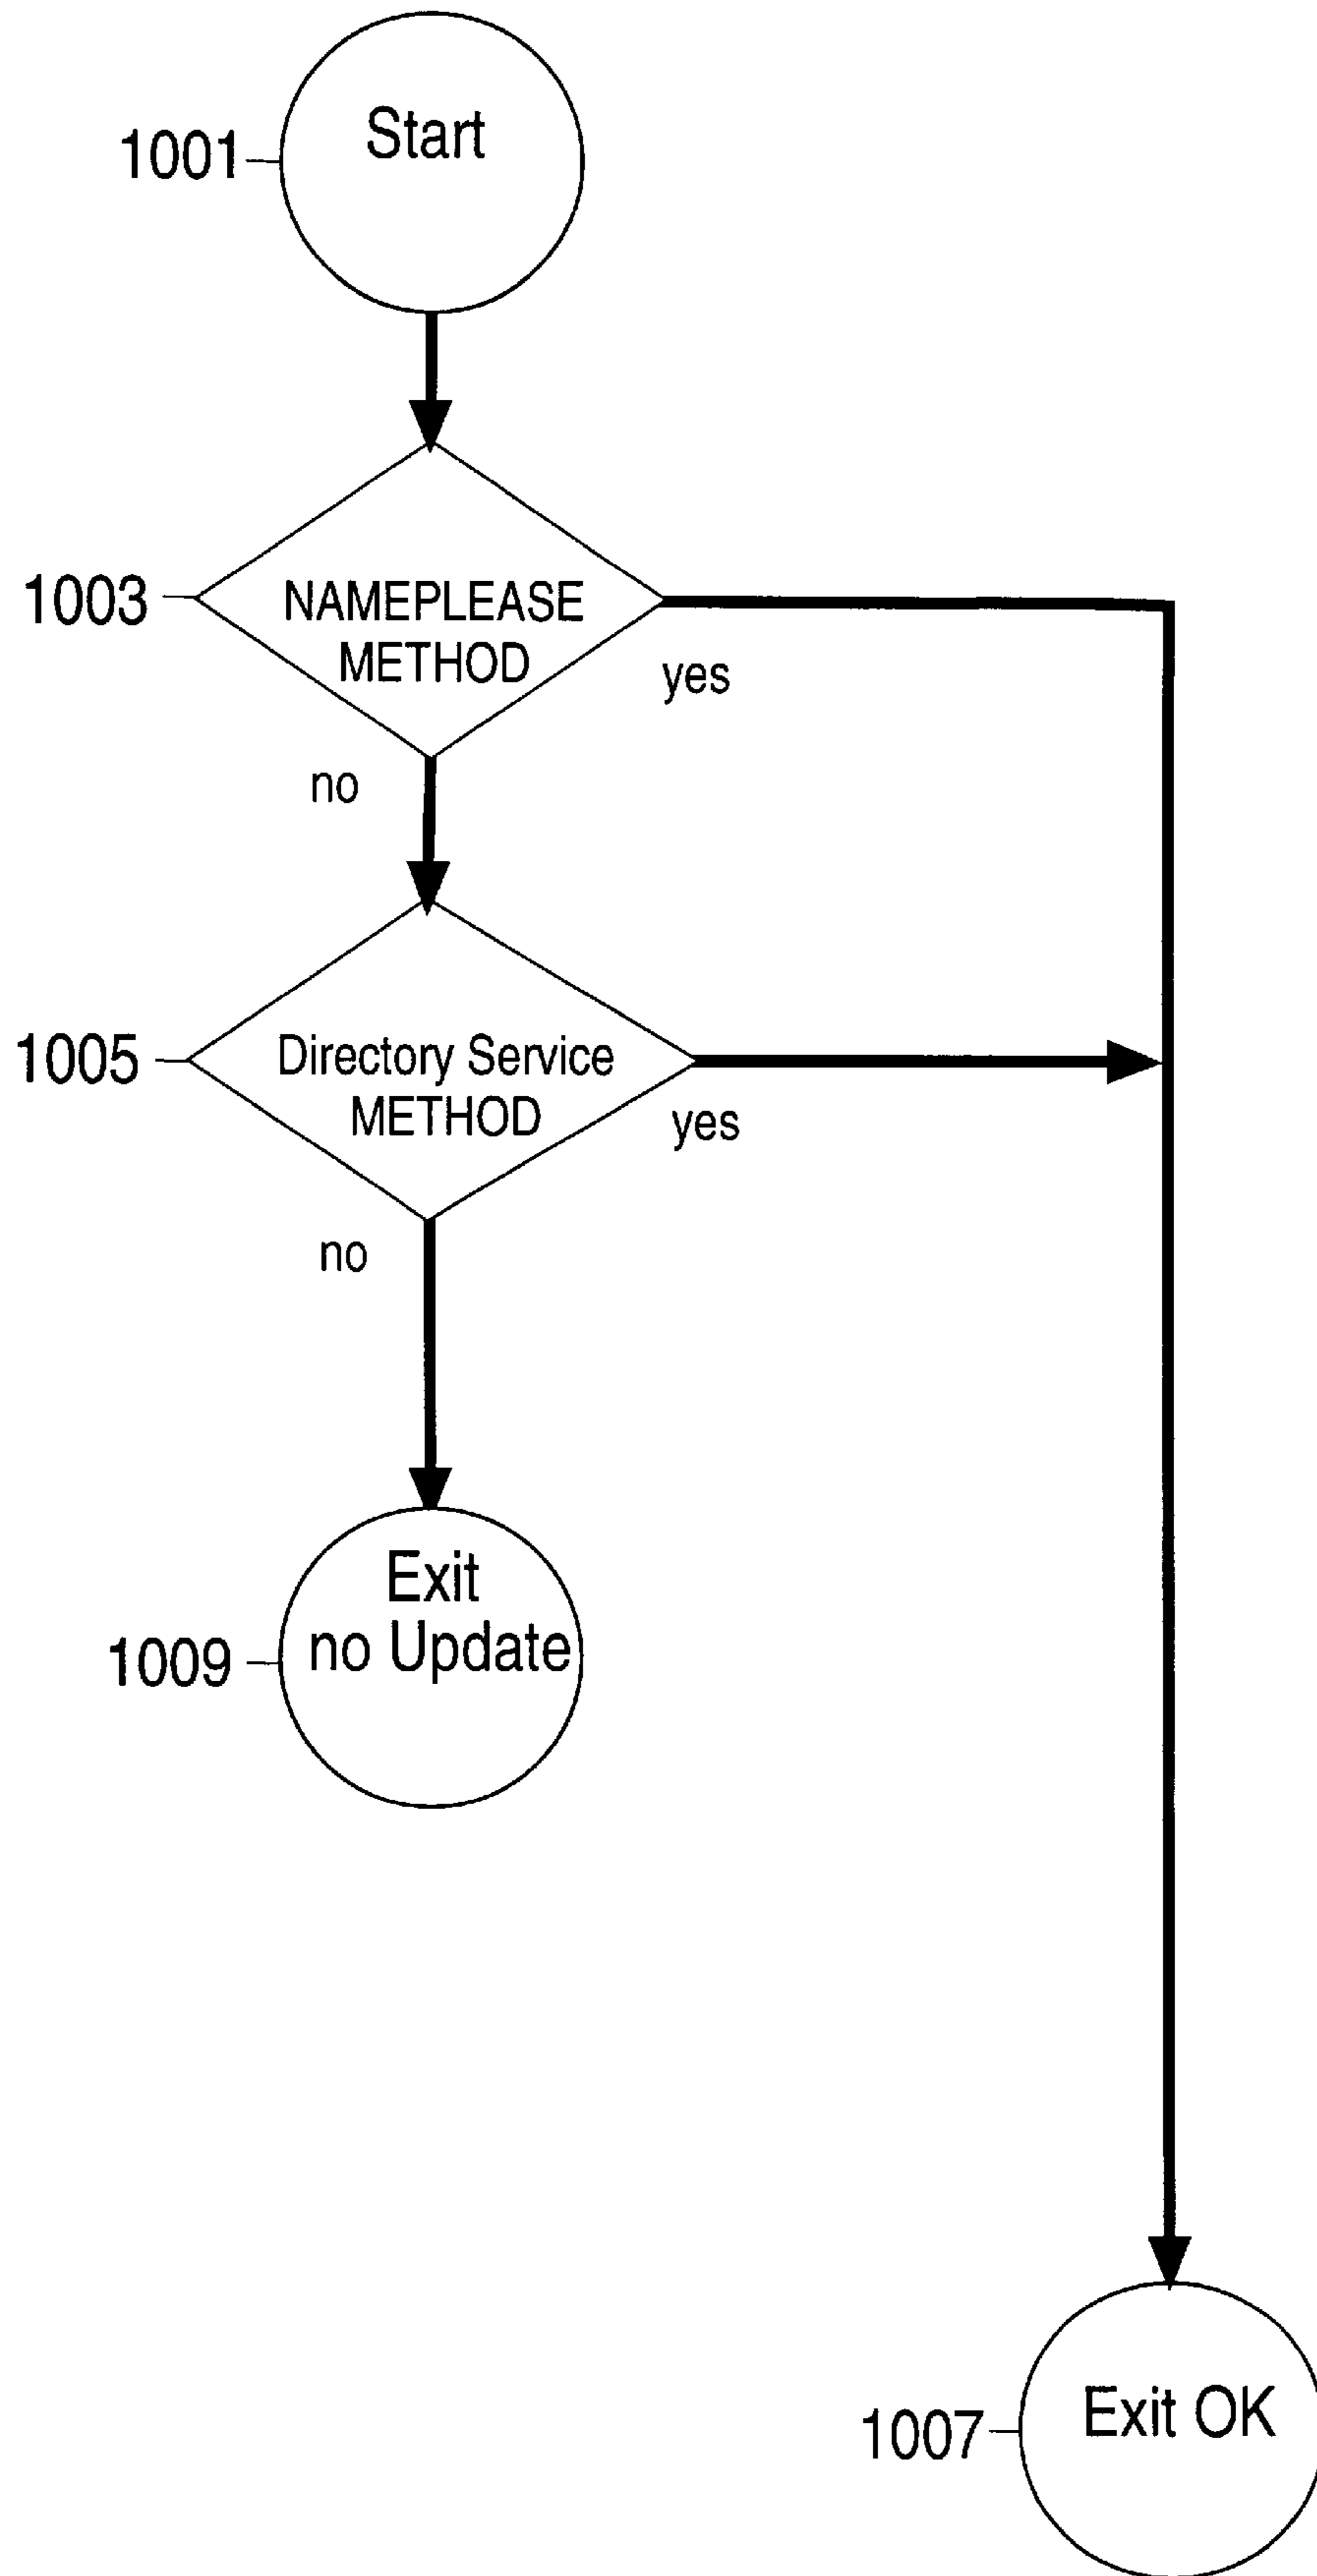 1001
Start
1003
NAMEPLEASE
METHOD
yes
no
1005
Directory Service
METHOD
yes
no
Exit
1009
no Update
1007
Exit OK